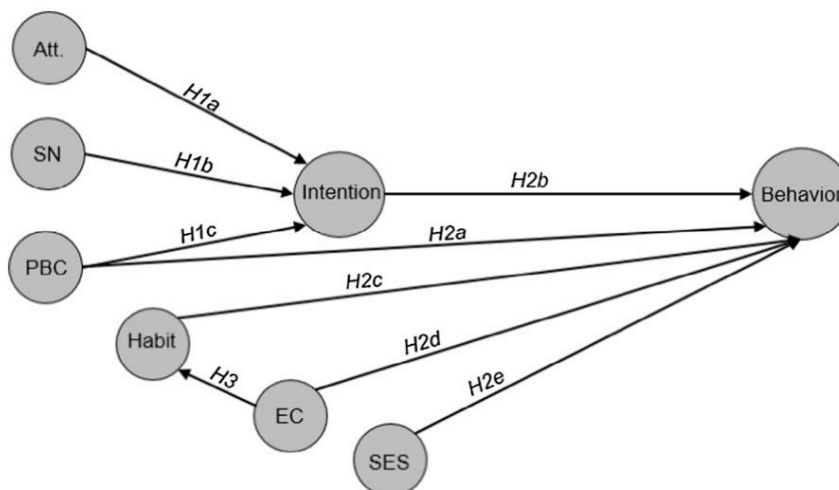 Att.
H1a
SN
H1b
Intention
H2b
Behavior
H1c
H2a
PBC
H2c
Habit
H2d
H3
H2e
EC
SES